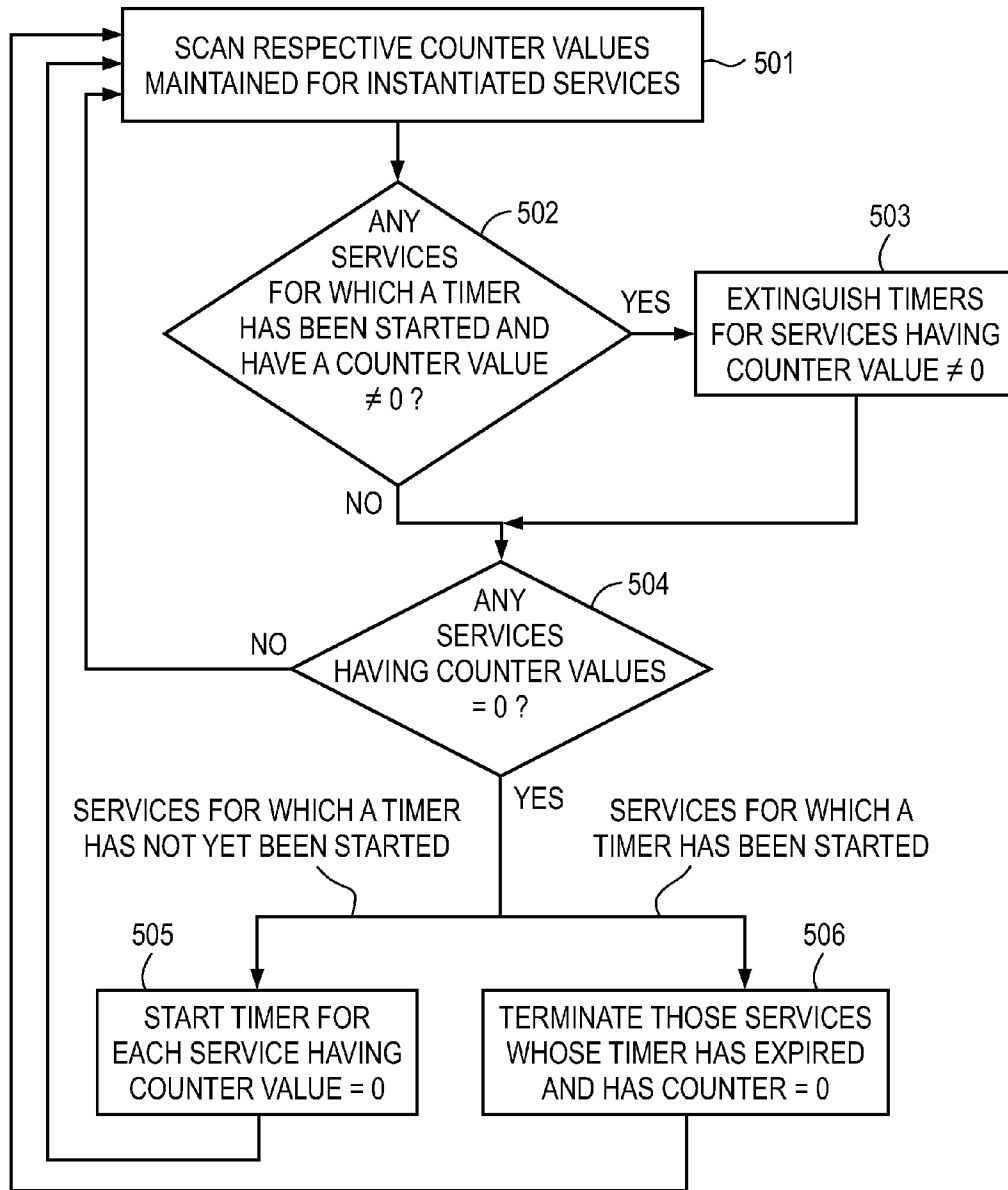 SCAN RESPECTIVE COUNTER VALUES
MAINTAINED FOR INSTANTIATED SERVICES
501
ANY
SERVICES
FOR WHICH A TIMER
HAS BEEN STARTED AND
HAVE A COUNTER VALUE
≠ 0 ?
502
YES
503
EXTINGUISH TIMERS
FOR SERVICES HAVING
COUNTER VALUE ≠ 0
NO
504
ANY
SERVICES
HAVING COUNTER VALUES
= 0 ?
NO
YES
SERVICES FOR WHICH A TIMER
HAS NOT YET BEEN STARTED
SERVICES FOR WHICH A
TIMER HAS BEEN STARTED
505
START TIMER FOR
EACH SERVICE HAVING
COUNTER VALUE = 0
506
TERMINATE THOSE SERVICES
WHOSE TIMER HAS EXPIRED
AND HAS COUNTER = 0